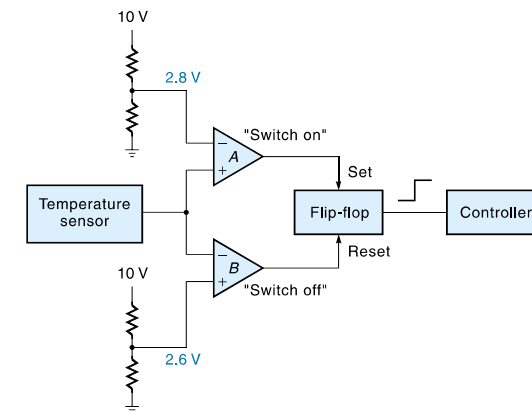 10 V
2.8 V
"Switch on"
−
A
+
Set
Temperature
sensor
Flip-flop
Controller
Reset
−
B
+
"Switch off"
10 V
2.6 V